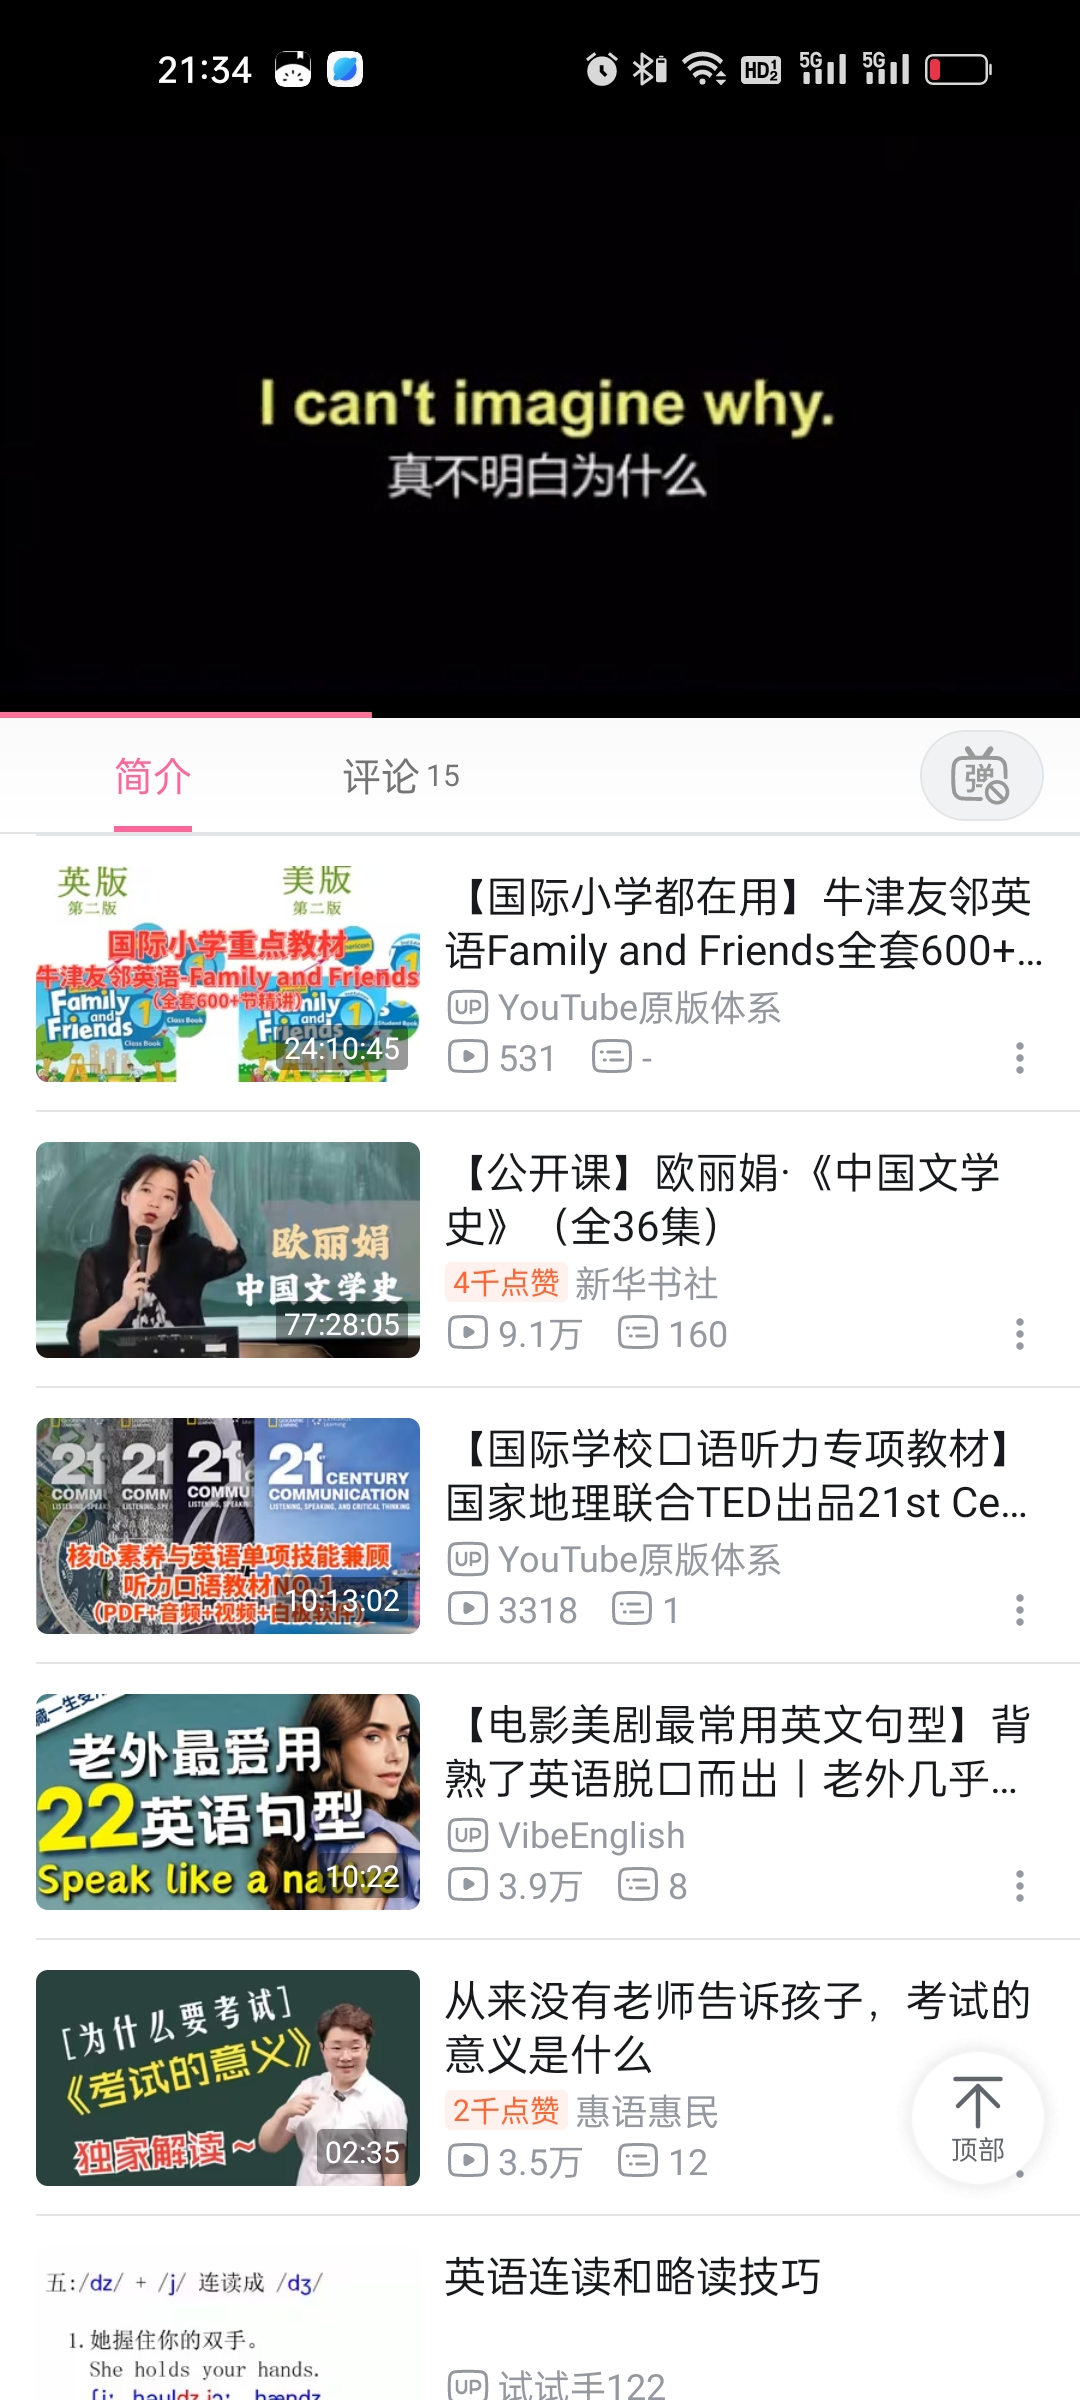 21:34
5G
5G
HD
I can't imagine why.
真不明白为什么
简介
评论 15
弹
英版
第二版
美版
第二版
国际小学重点教材
牛津友邻英语-Family and Friends
(全套600+节精讲)
Family and Friends 1
Class Book
24:10:45
【国际小学都在用】牛津友邻英
语Family and Friends全套600+...
UP YouTube原版体系
531 -
欧丽娟
中国文学史
77:28:05
【公开课】欧丽娟·《中国文学
史》（全36集）
4千点赞 新华书社
9.1万 160
21 CENTURY
COMMUNICATION
LISTENING, SPEAKING, AND CRITICAL THINKING
核心素养与英语单项技能兼顾
听力口语教材NO.1
(PDF+音频+视频+白板软件)
10:13:02
【国际学校口语听力专项教材】
国家地理联合TED出品21st Ce...
UP YouTube原版体系
3318 1
老外最爱用
22英语句型
Speak like a native
10:22
【电影美剧最常用英文句型】背
熟了英语脱口而出丨老外几乎...
UP VibeEnglish
3.9万 8
[为什么要考试]
《考试的意义》
独家解读～
02:35
从来没有老师告诉孩子，考试的
意义是什么
2千点赞 惠语惠民
3.5万 12
顶部
五:/dz/ + /j/ 连读成 /dʒ/
1.她握住你的双手。
She holds your hands.
英语连读和略读技巧
UP 试试手122